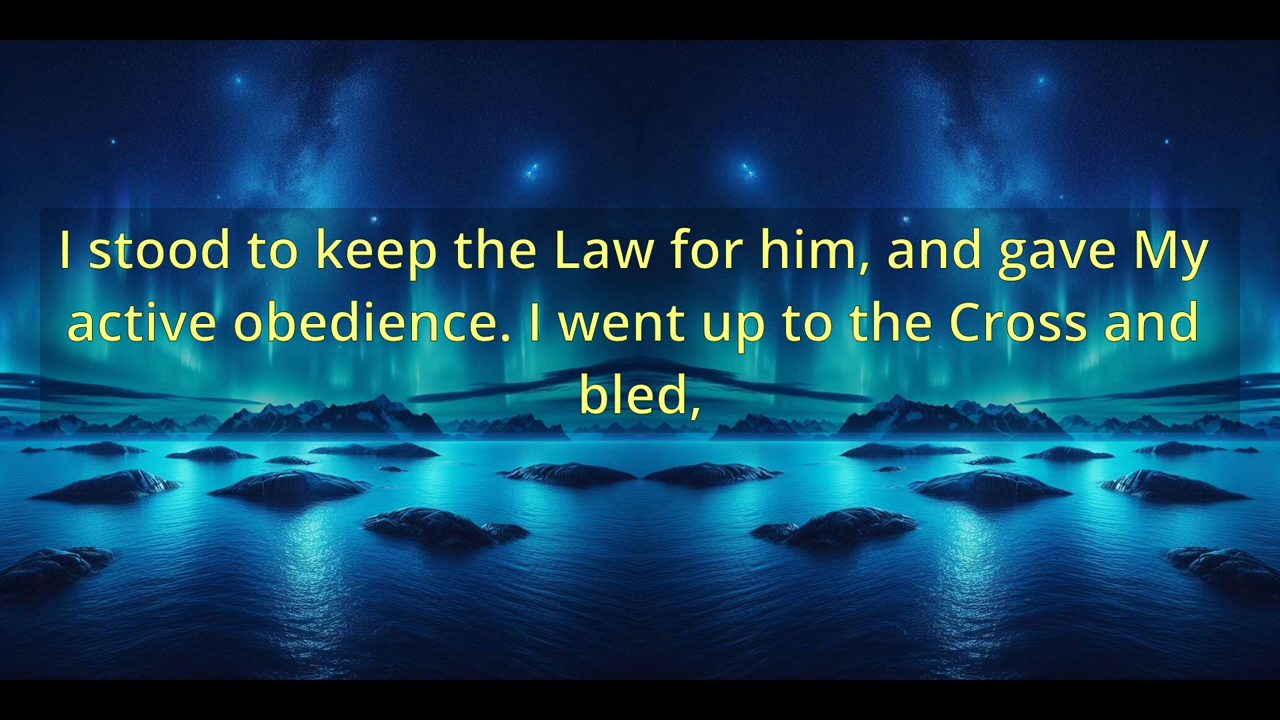 I stood to keep the Law for him, and gave My
active obedience. I went up to the Cross and
bled,